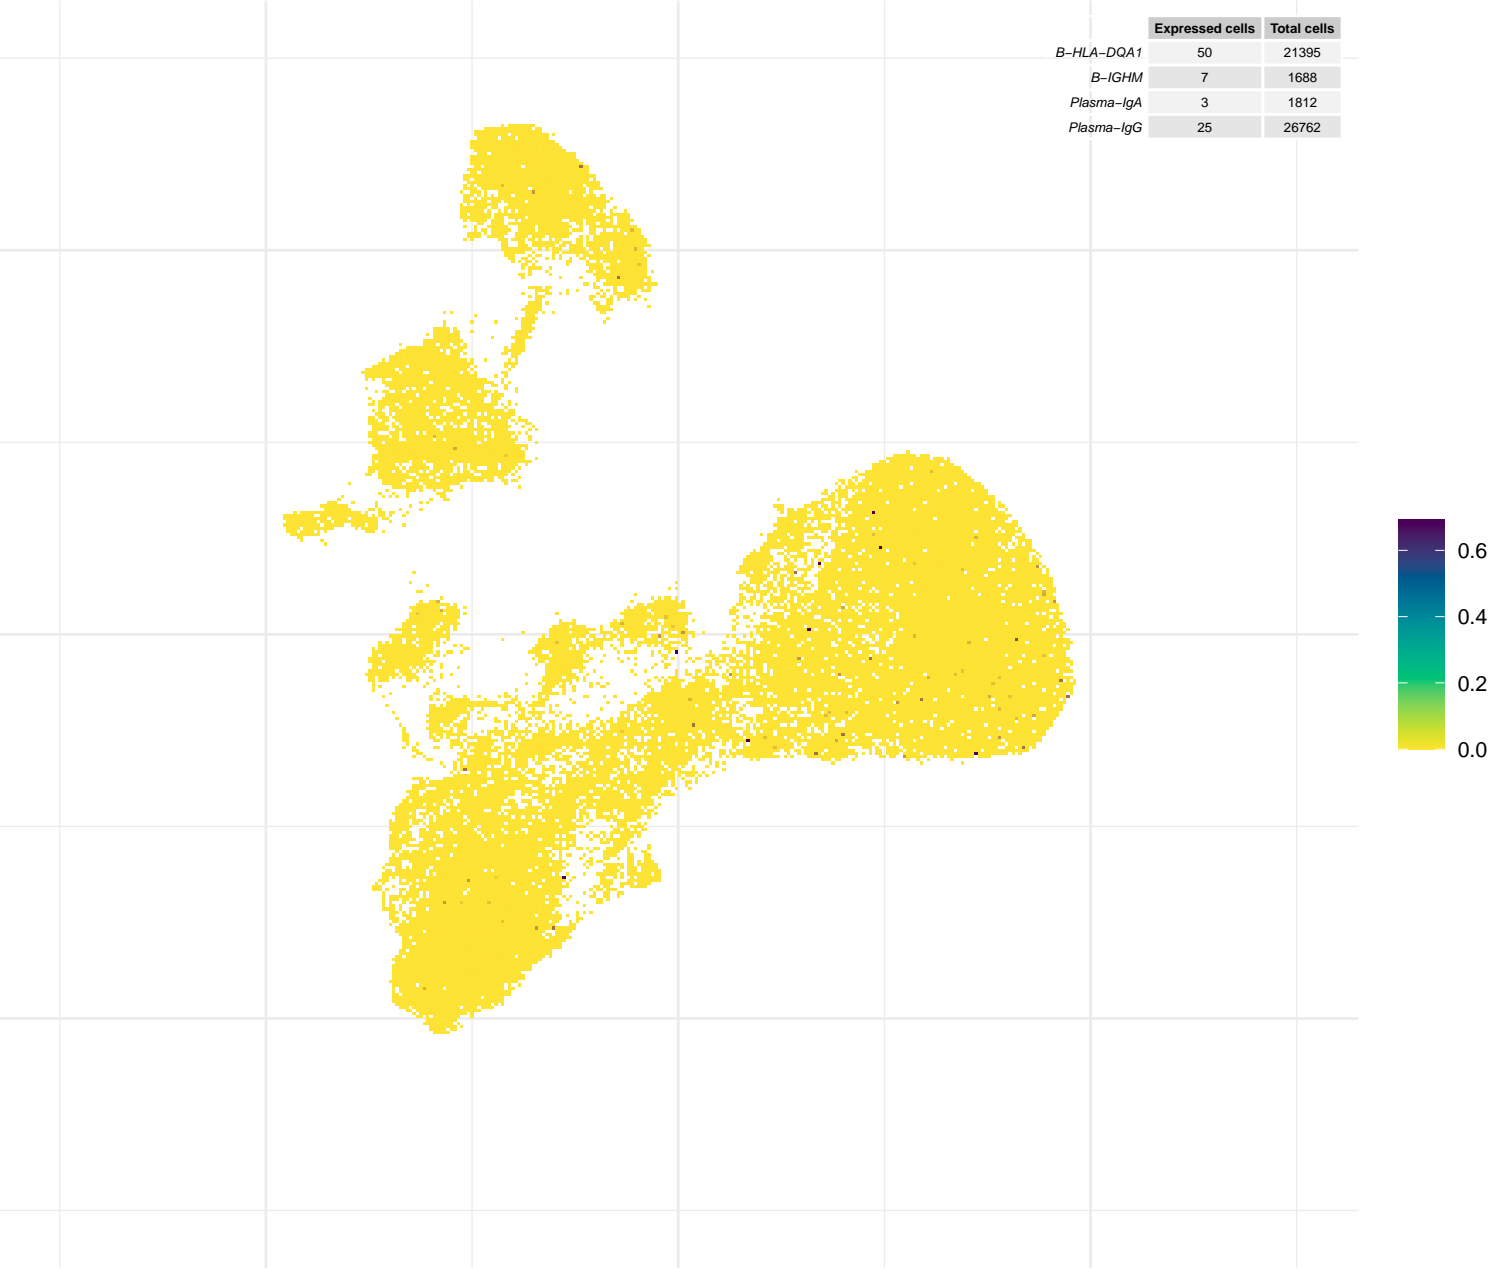 Expressed cells Total cells
B−HLA−DQA1 50 21395
B−IGHM 7 1688
Plasma−IgA 3 1812
Plasma−IgG 25 26762
0.6
0.4
0.2
0.0